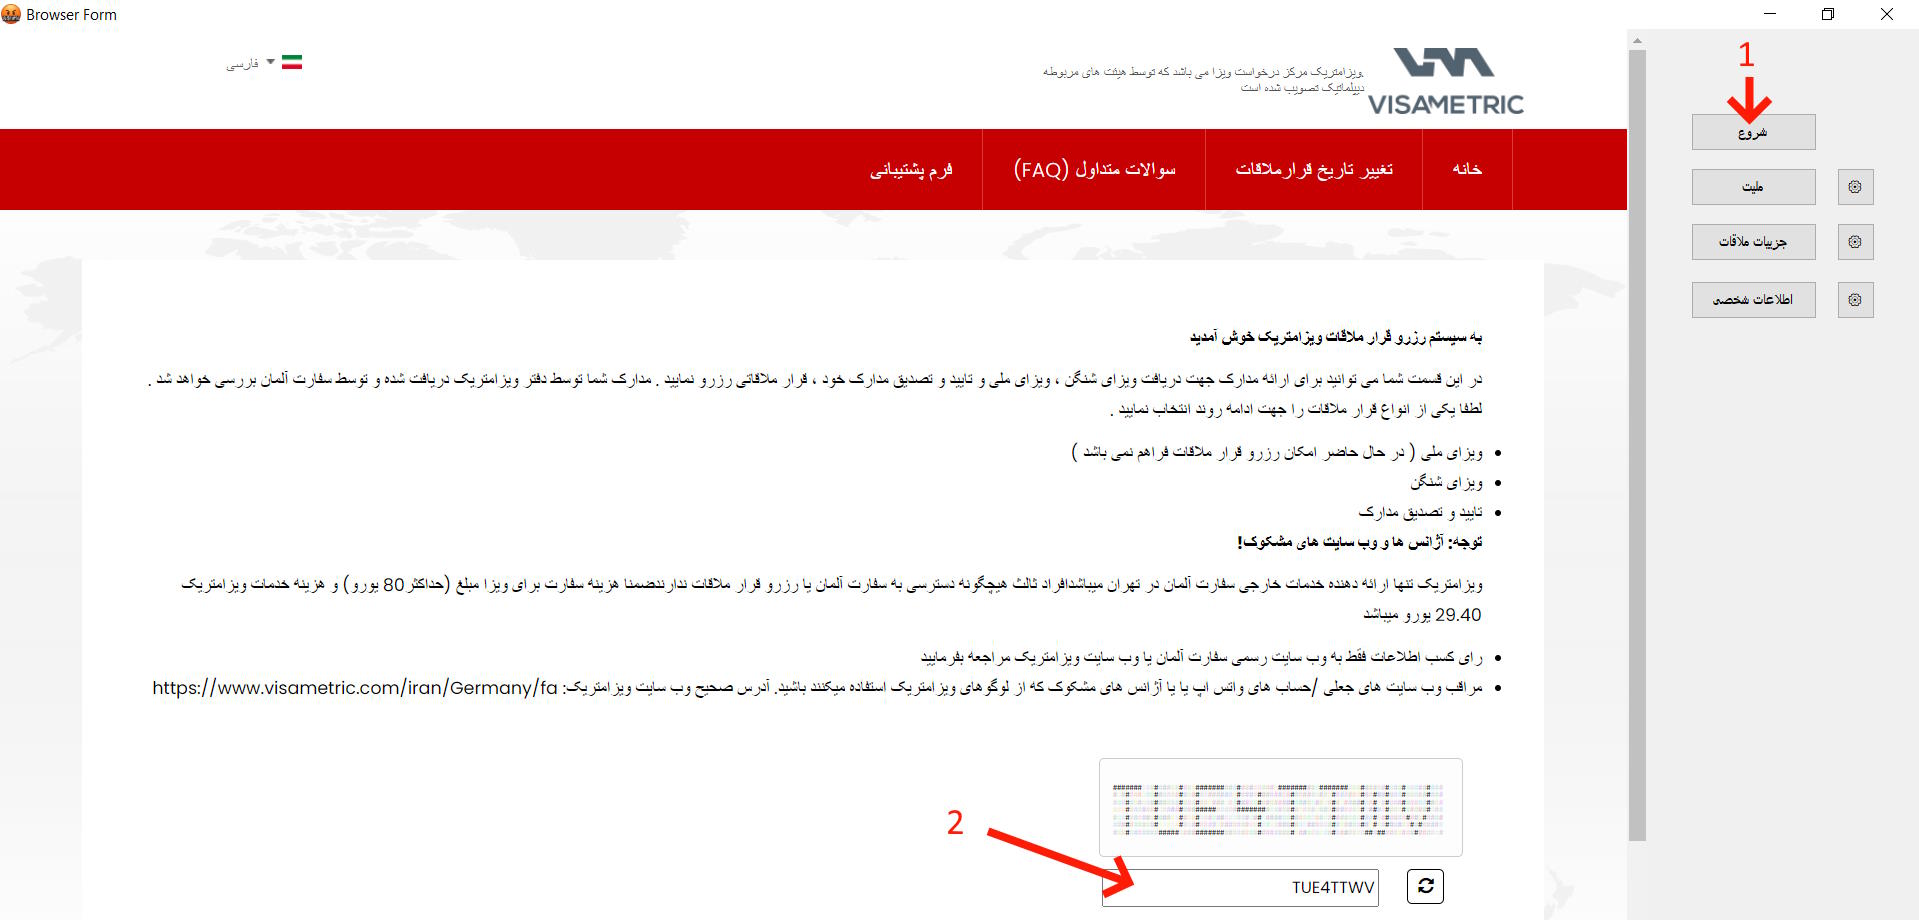 Browser Form
فارسی
.ویزامتریک مرکز درخواست ویزا می باشد که توسط هیئت های مربوطه
دیپلماتیک تصویب شده است
VISAMETRIC
1
شروع
ملیت
جزییات ملاقات
اطلاعات شخصی
خانه
تغییر تاریخ قرارملاقات
سوالات متداول (FAQ)
فرم پشتیبانی
به سیستم رزرو قرار ملاقات ویزامتریک خوش آمدید
در این قسمت شما می توانید برای ارائه مدارک جهت دریافت ویزای شنگن ، ویزای ملی و تایید و تصدیق مدارک خود ، قرار ملاقاتی رزرو نمایید . مدارک شما توسط دفتر ویزامتریک دریافت شده و توسط سفارت آلمان بررسی خواهد شد .
لطفا یکی از انواع قرار ملاقات را جهت ادامه روند انتخاب نمایید .
ویزای ملی ( در حال حاضر امکان رزرو قرار ملاقات فراهم نمی باشد )
ویزای شنگن
تایید و تصدیق مدارک
توجه: آژانس ها و وب سایت های مشکوک!
ویزامتریک تنها ارائه دهنده خدمات خارجی سفارت آلمان در تهران میباشدافراد ثالث هیچگونه دسترسی به سفارت آلمان یا رزرو قرار ملاقات ندارندضمنا هزینه سفارت برای ویزا مبلغ (حداکثر80 یورو) و هزینه خدمات ویزامتریک
29.40 یورو میباشد
رای کسب اطلاعات فقط به وب سایت رسمی سفارت آلمان یا وب سایت ویزامتریک مراجعه بفرمایید
مراقب وب سایت های جعلی /حساب های واتس اپ یا یا آژانس های مشکوک که از لوگوهای ویزامتریک استفاده میکنند باشید. آدرس صحیح وب سایت ویزامتریک: https://www.visametric.com/iran/Germany/fa
TUE4TTWV
2
TUE4TTWV